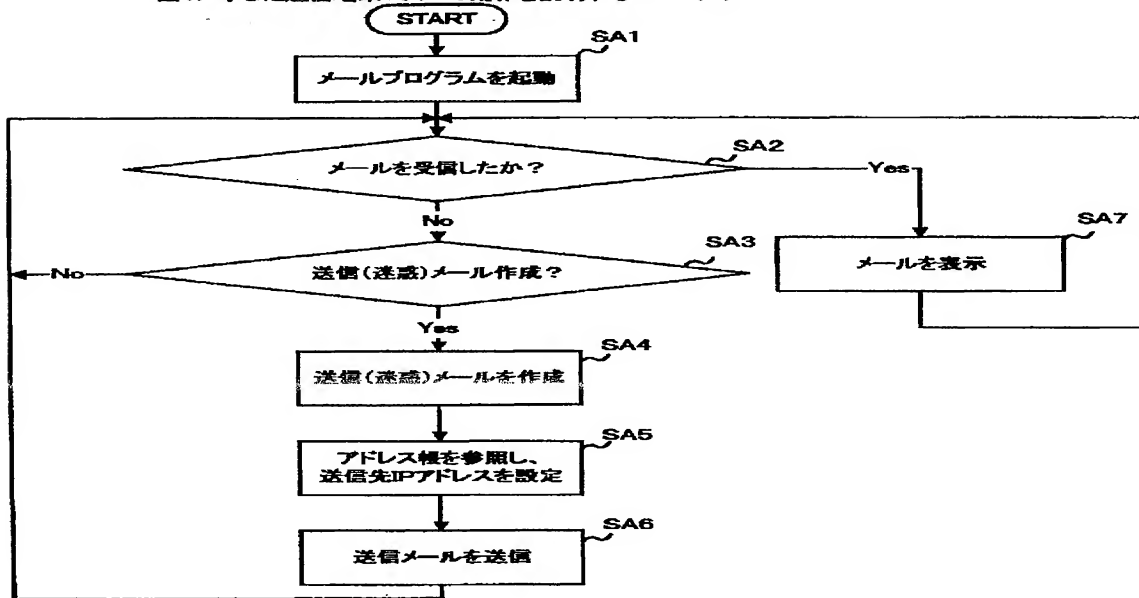 START
SA1
メールプログラムを起動
SA2
メールを受信したか？
Yes
No
SA7
メールを表示
SA3
送信（迷惑）メール作成？
No
Yes
SA4
送信（迷惑）メールを作成
SA5
アドレス帳を参照し、
送信先IPアドレスを設定
SA6
送信メールを送信